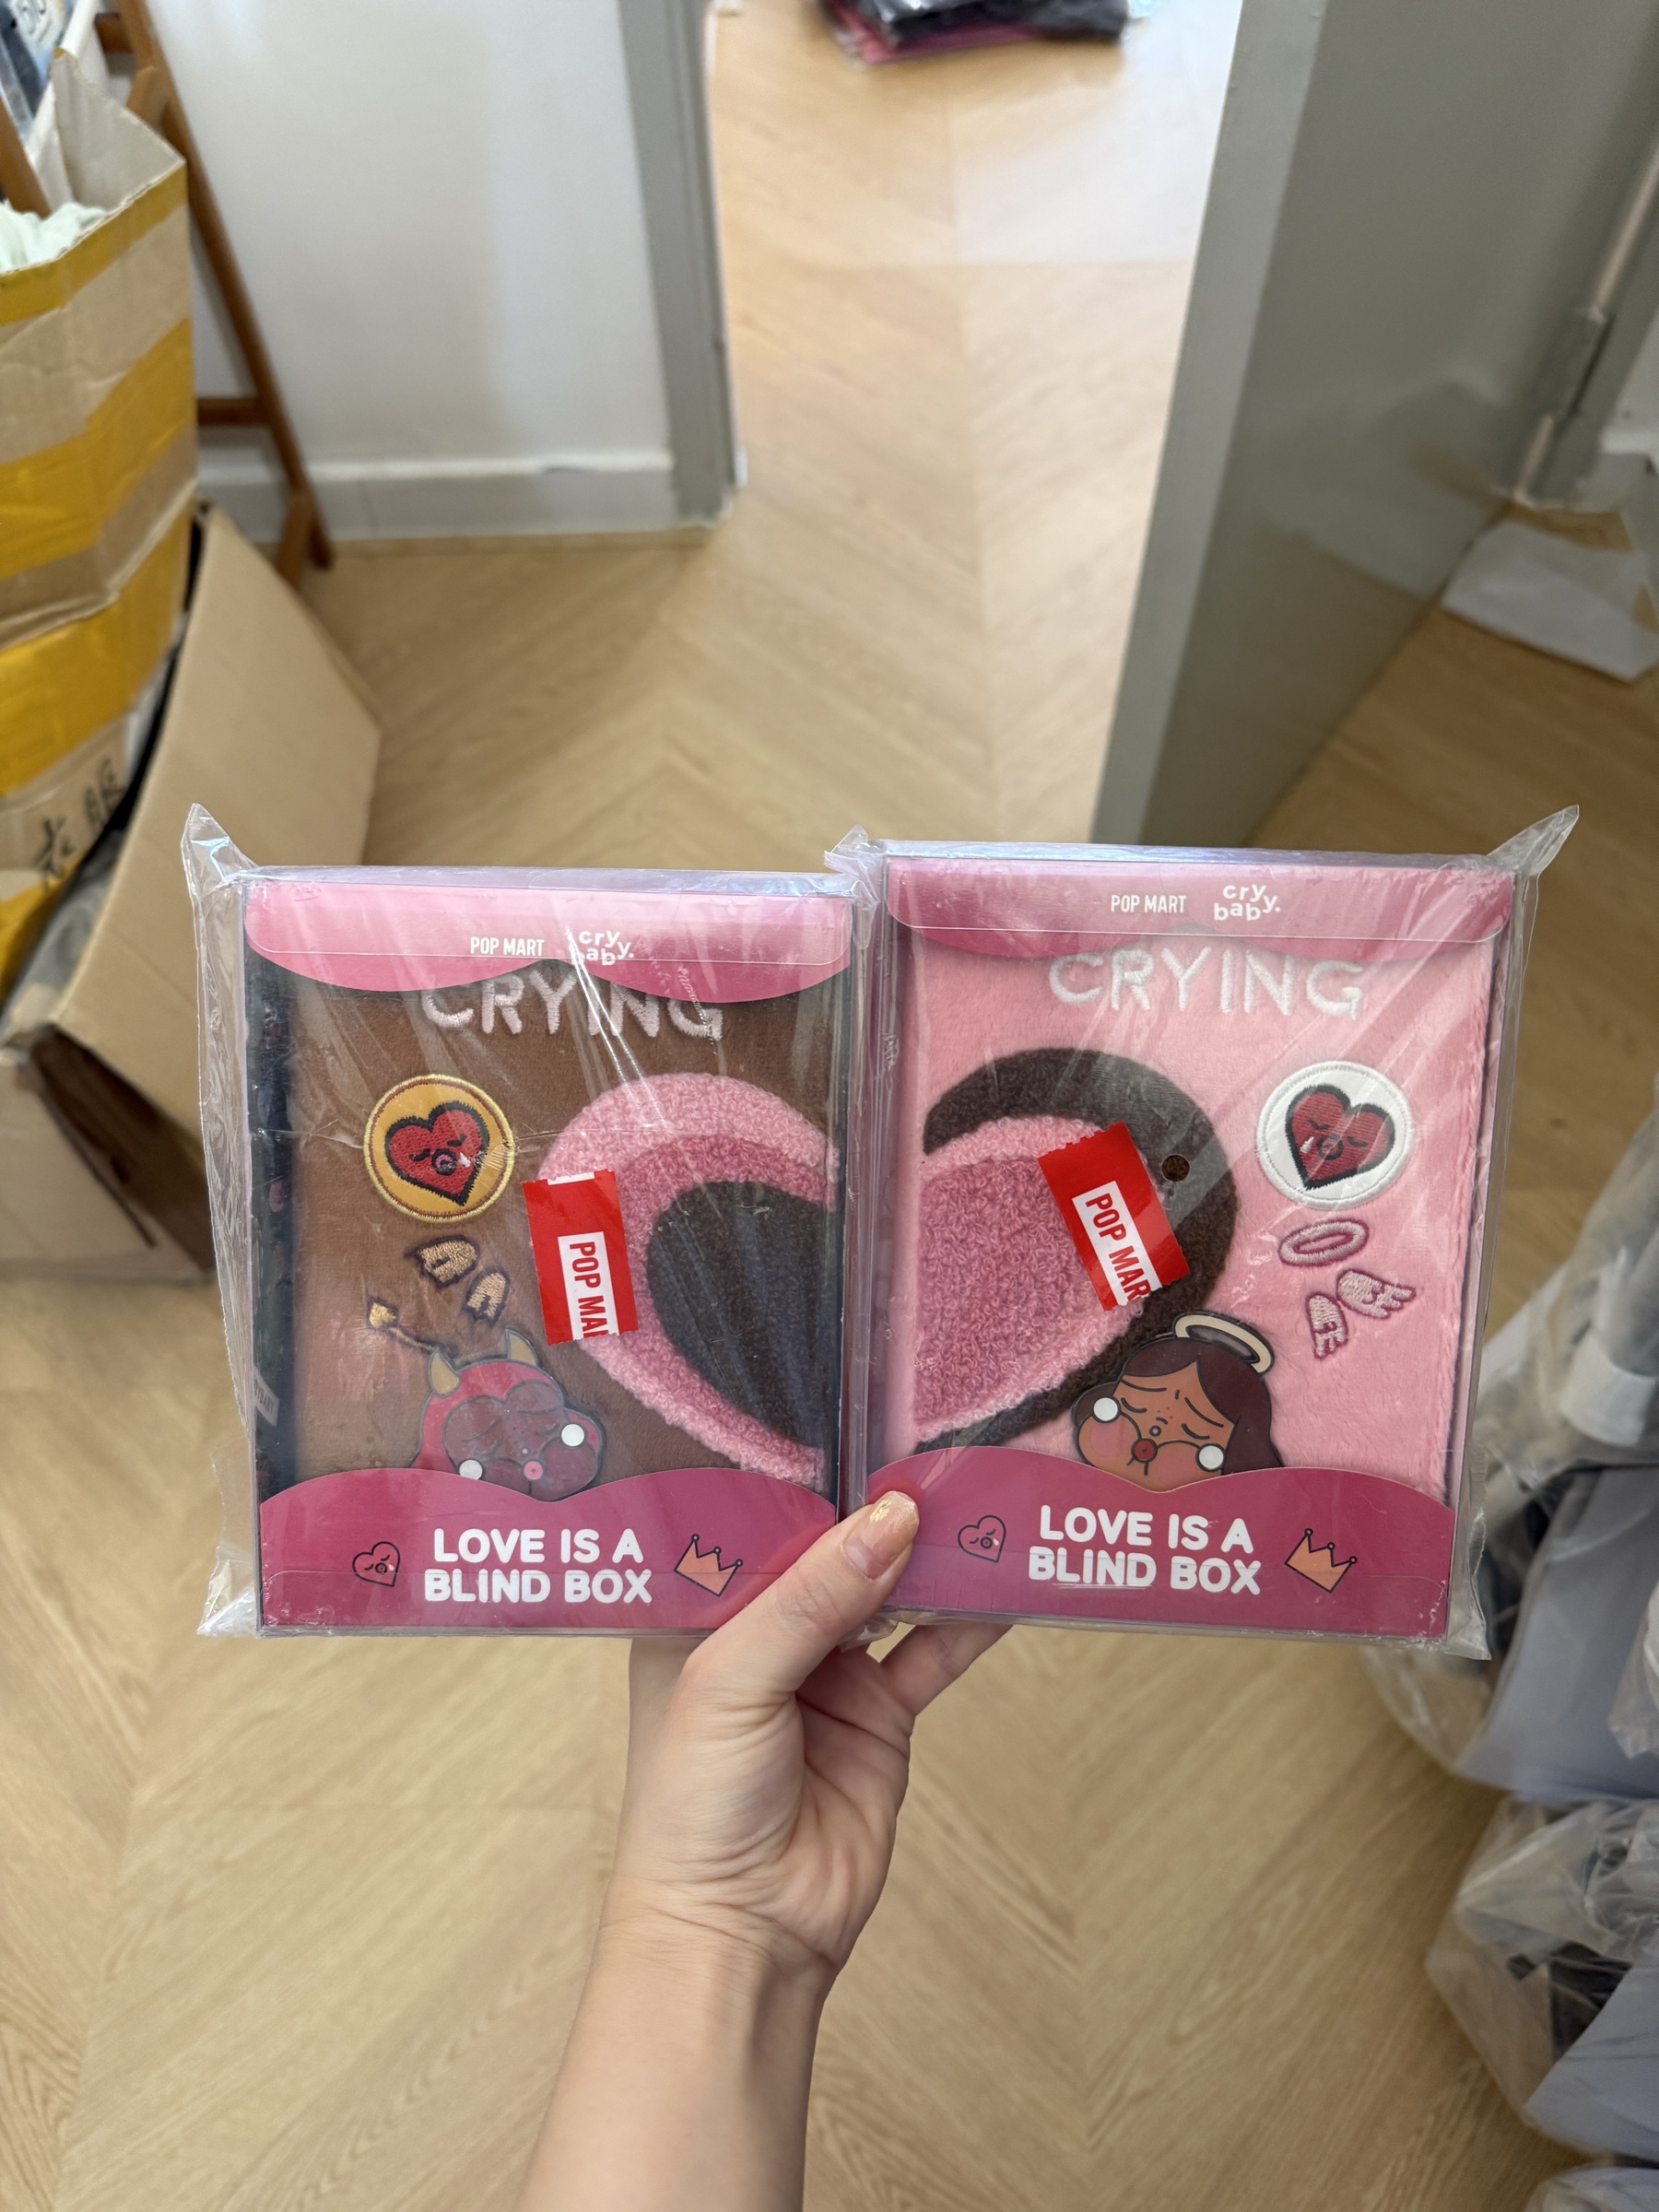 POP MART cry baby.
CRYING
POP MA
LOVE IS A
BLIND BOX
POP MART cry baby.
CRYING
POP MAR
LOVE IS A
BLIND BOX